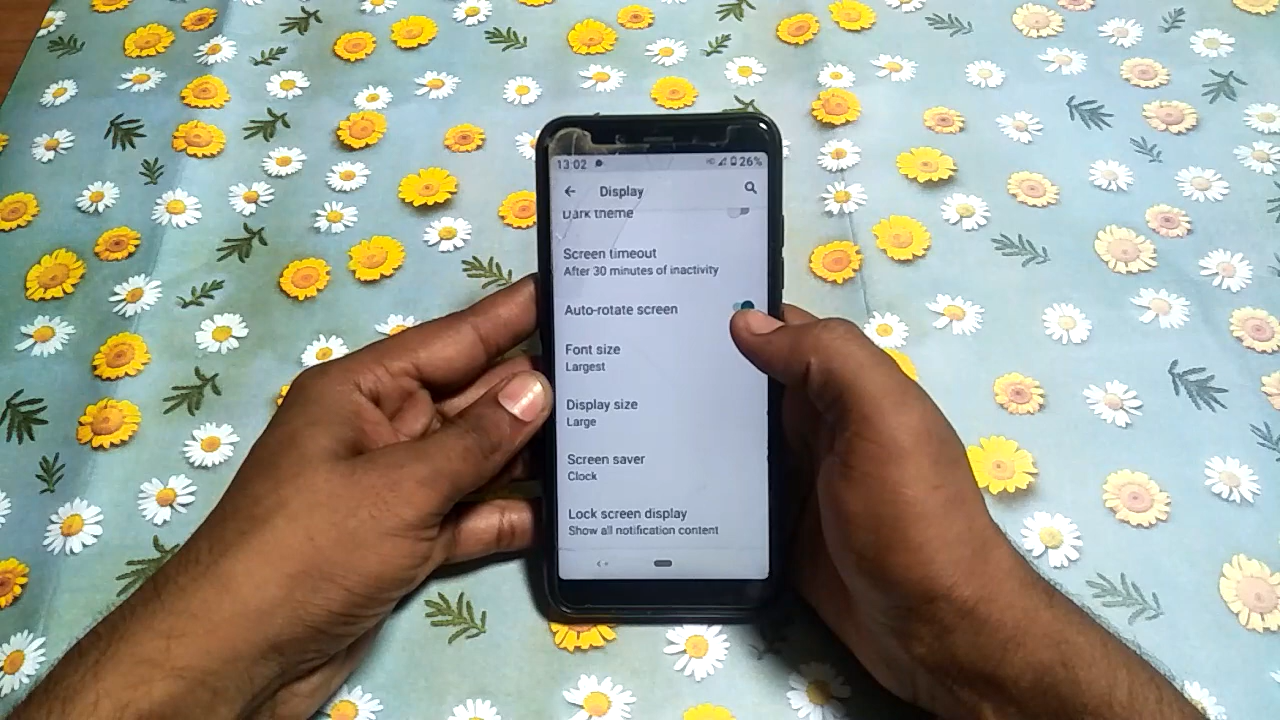 13:02 26%
Display
Dark theme
Screen timeout
After 30 minutes of inactivity
Auto-rotate screen
Font size
Largest
Display size
Large
Screen saver
Clock
Lock screen display
Show all notification content